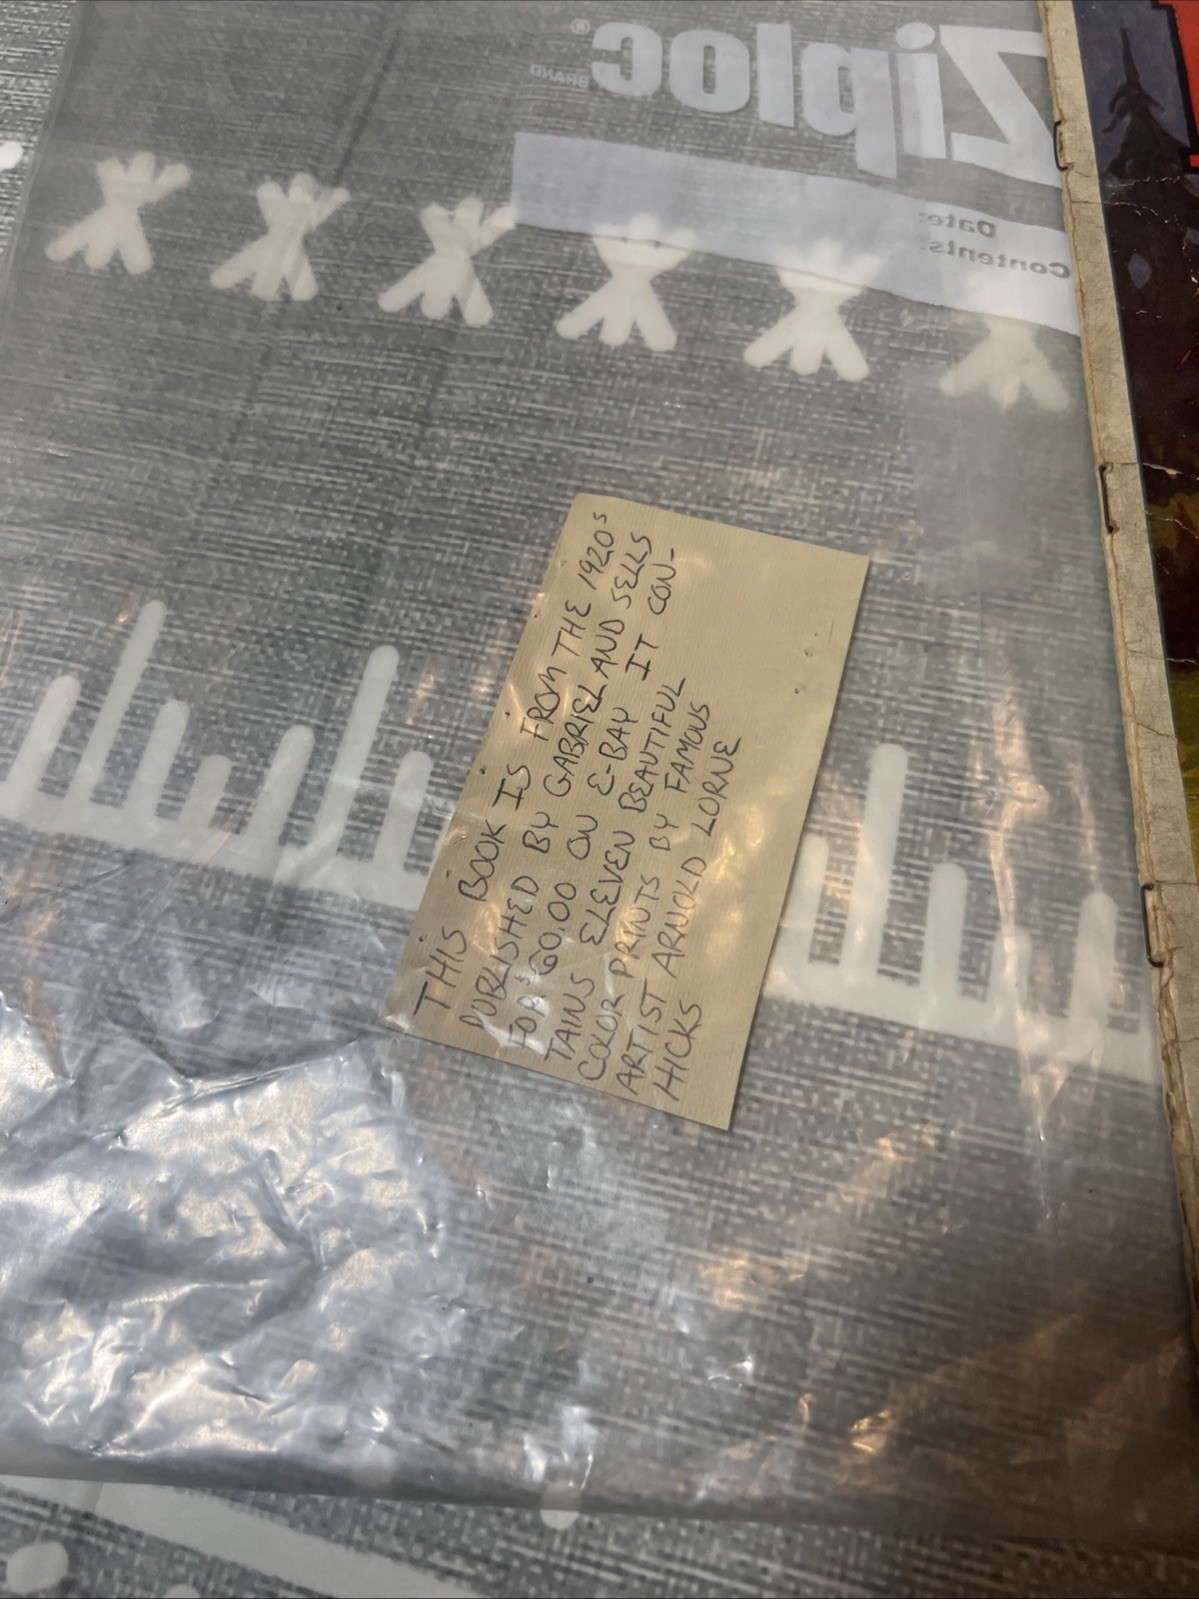 Ziploc®
BRAND
Date:
Contents:
THIS BOOK IS FROM THE 1920s
PUBLISHED BY GABRIEL AND SELLS
FOR $60.00 ON E-BAY IT CON-
TAINS ELEVEN BEAUTIFUL
COLOR PRINTS BY FAMOUS
ARTIST ARNOLD LORNE
HICKS